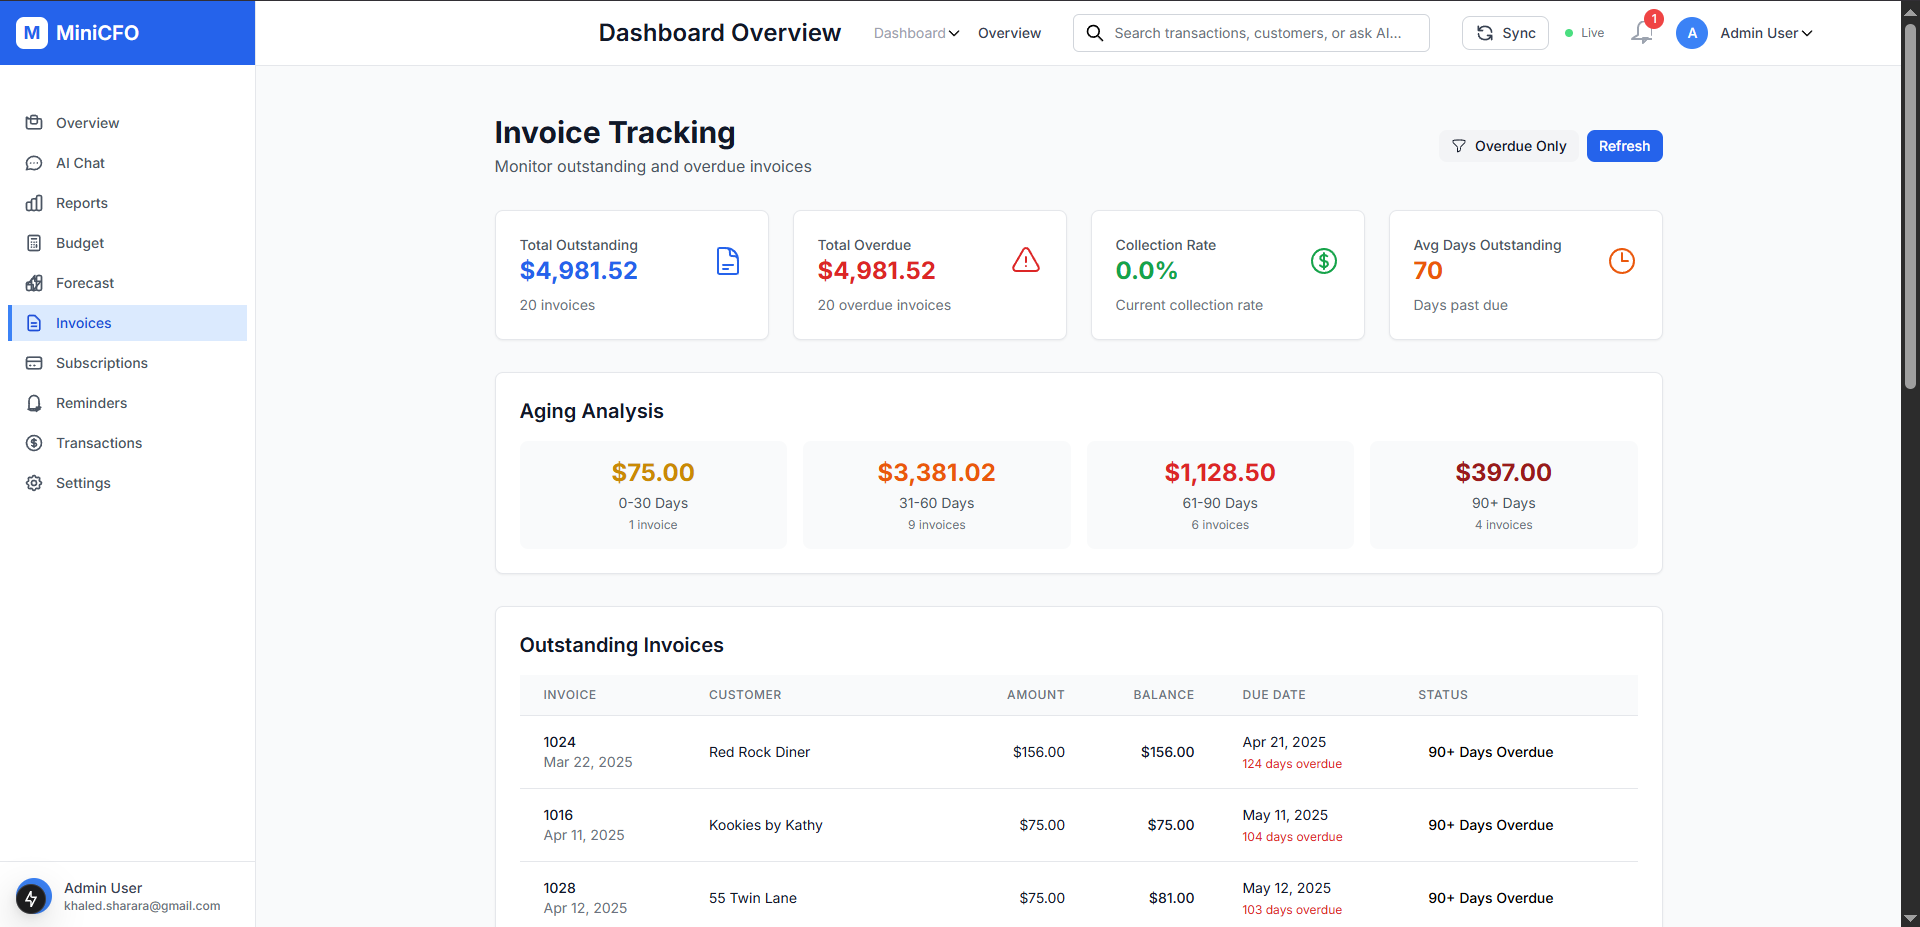 M MiniCFO
Dashboard Overview
Dashboard
Overview
Search transactions, customers, or ask AI...
Sync
Live
1
A
Admin User
Overview
AI Chat
Reports
Budget
Forecast
Invoices
Subscriptions
Reminders
Transactions
Settings
Admin User
khaled.sharara@gmail.com
Invoice Tracking
Monitor outstanding and overdue invoices
Overdue Only
Refresh
Total Outstanding
$4,981.52
20 invoices
Total Overdue
$4,981.52
20 overdue invoices
Collection Rate
0.0%
Current collection rate
Avg Days Outstanding
70
Days past due
Aging Analysis
$75.00
0-30 Days
1 invoice
$3,381.02
31-60 Days
9 invoices
$1,128.50
61-90 Days
6 invoices
$397.00
90+ Days
4 invoices
Outstanding Invoices
INVOICE CUSTOMER AMOUNT BALANCE DUE DATE STATUS
1024 Red Rock Diner $156.00 $156.00 Apr 21, 2025 90+ Days Overdue
Mar 22, 2025 124 days overdue
1016 Kookies by Kathy $75.00 $75.00 May 11, 2025 90+ Days Overdue
Apr 11, 2025 104 days overdue
1028 55 Twin Lane $75.00 $81.00 May 12, 2025 90+ Days Overdue
Apr 12, 2025 103 days overdue